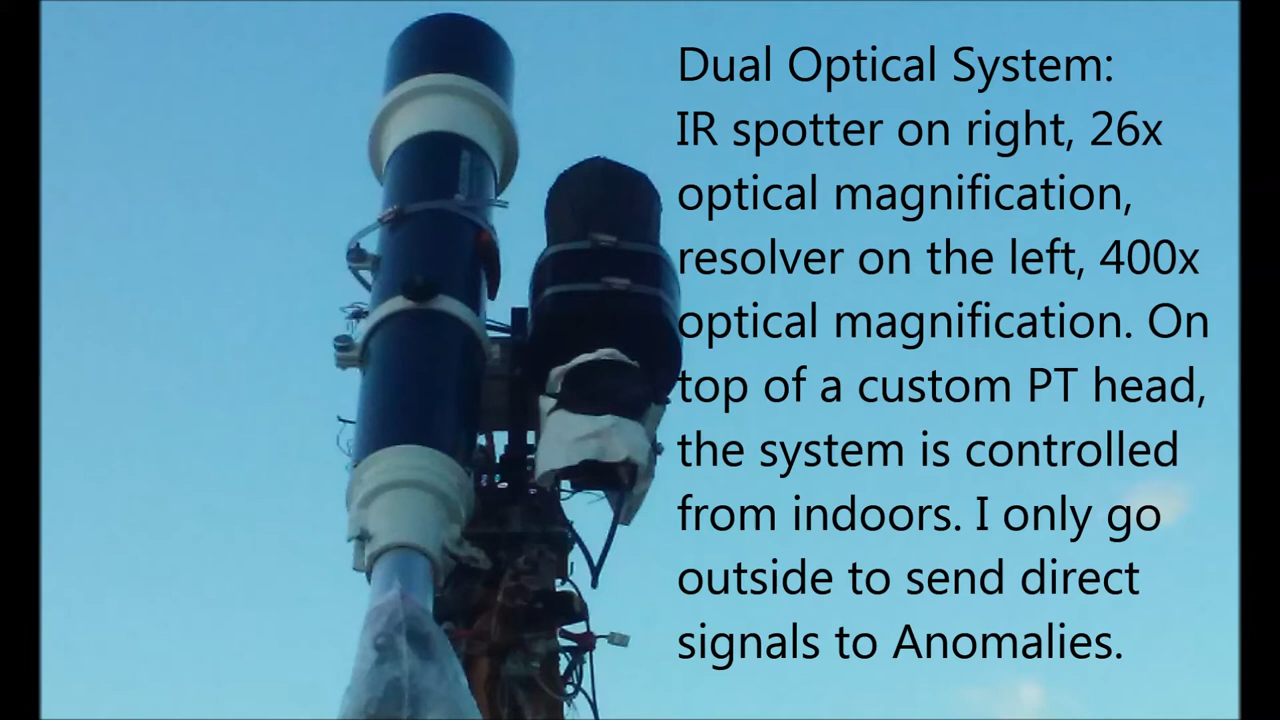 Dual Optical System:
IR spotter on right, 26x
optical magnification,
resolver on the left, 400x
optical magnification. On
top of a custom PT head,
the system is controlled
from indoors. I only go
outside to send direct
signals to Anomalies.